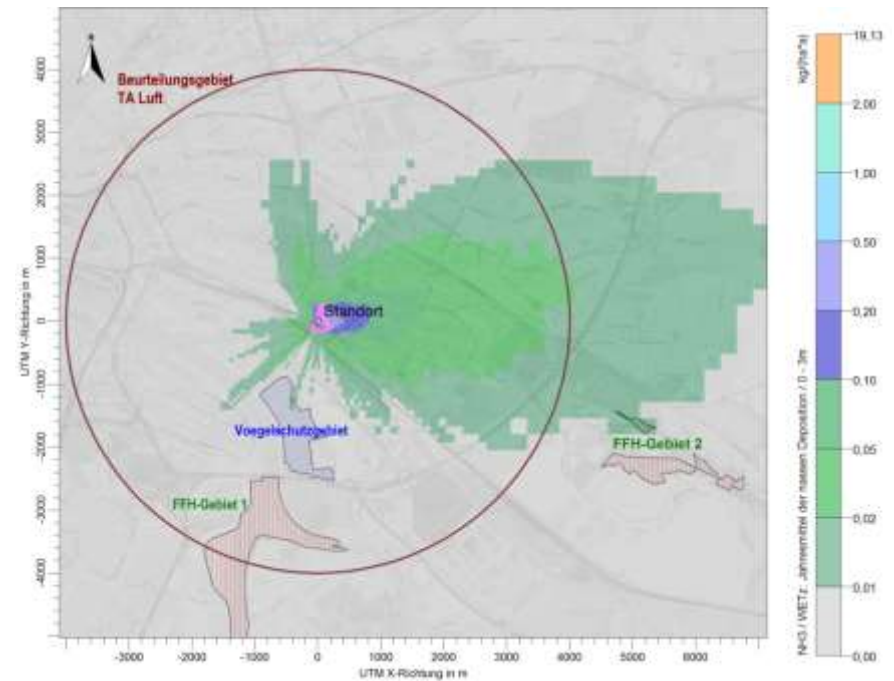 Beurteilungsgebiet
TA Luft
Standort
Voegelschutzgebiet
FFH-Gebiet 1
FFH-Gebiet 2
4000
3000
2000
1000
0
-1000
-2000
-3000
-4000
UTM Y-Richtung in m
-3000 -2000 -1000 0 1000 2000 3000 4000 5000 6000
UTM X-Richtung in m
kg/(ha*a)
19,13
2,00
1,00
0,50
0,20
0,10
0,05
0,02
0,01
0,00
NH3 / WETz: Jahresmittel der nassen Deposition / 0 - 3m